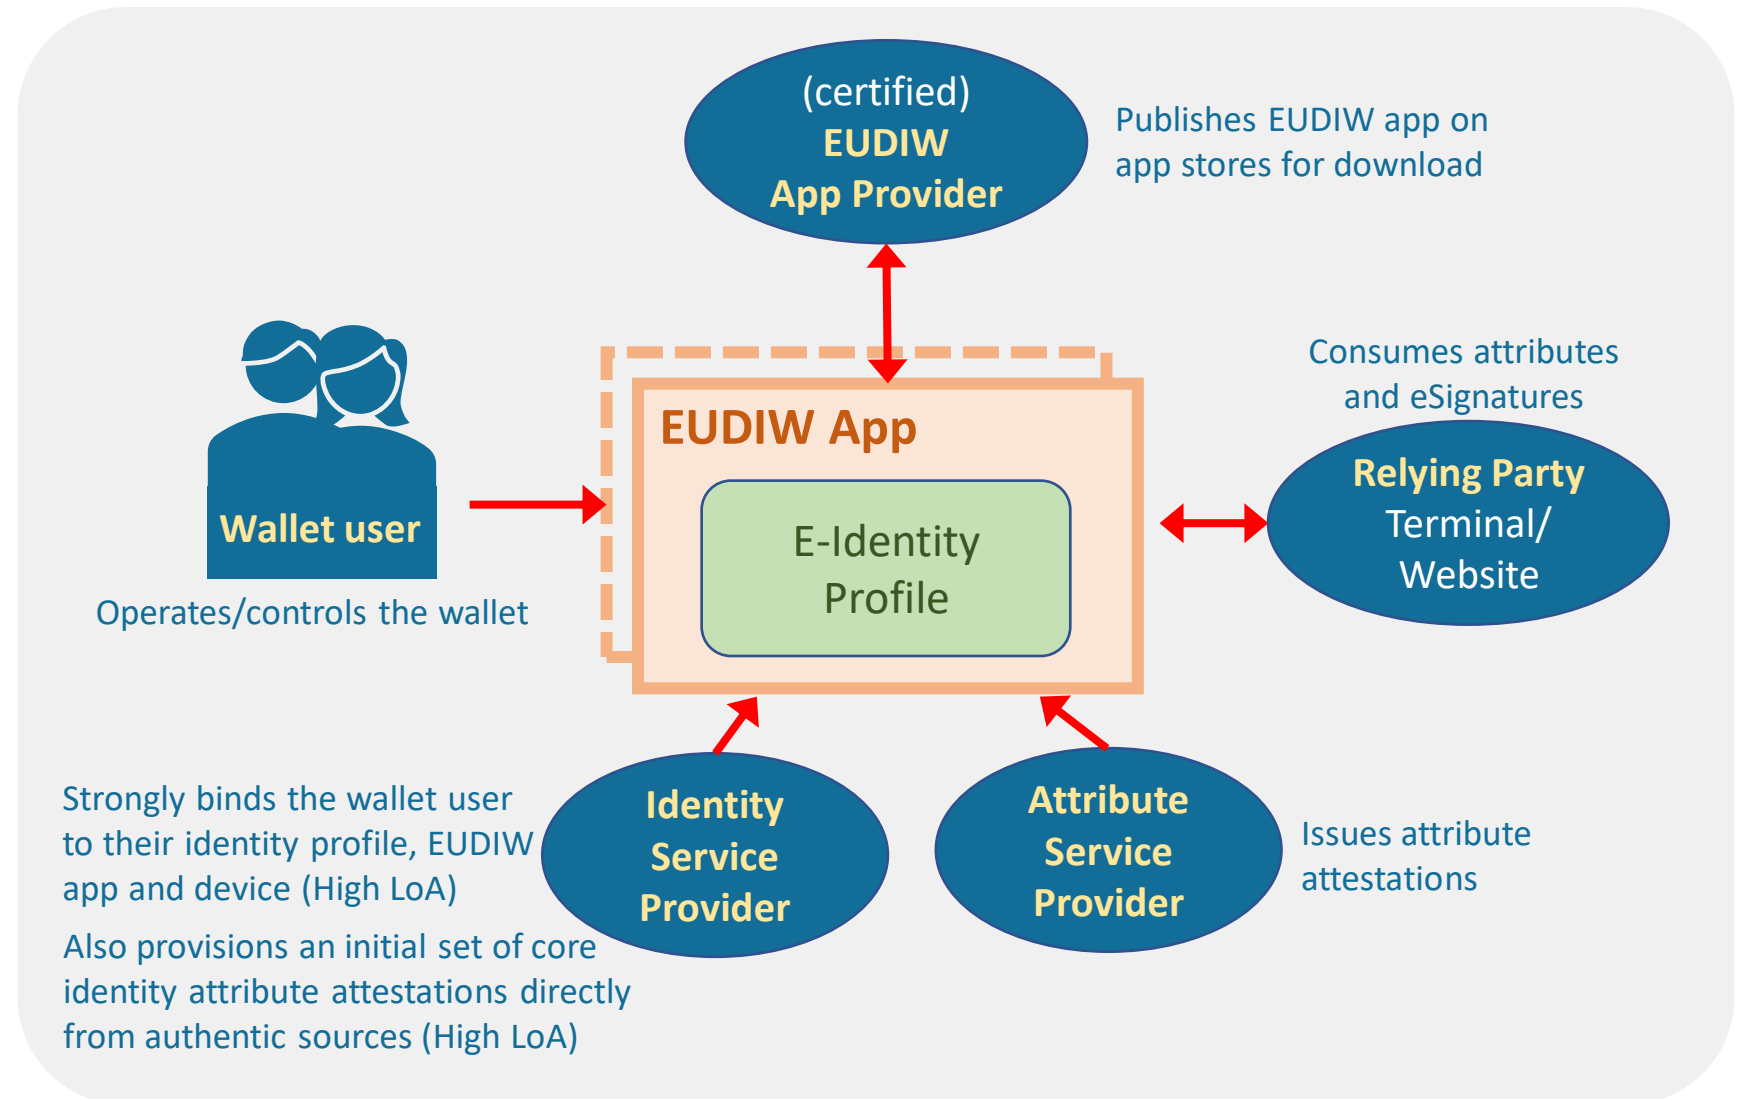 (certified)
EUDIW
App Provider
Publishes EUDIW app on
app stores for download
Wallet user
Operates/controls the wallet
EUDIW App
E-Identity
Profile
Consumes attributes
and eSignatures
Relying Party
Terminal/
Website
Strongly binds the wallet user
to their identity profile, EUDIW
app and device (High LoA)
Also provisions an initial set of core
identity attribute attestations directly
from authentic sources (High LoA)
Identity
Service
Provider
Attribute
Service
Provider
Issues attribute
attestations